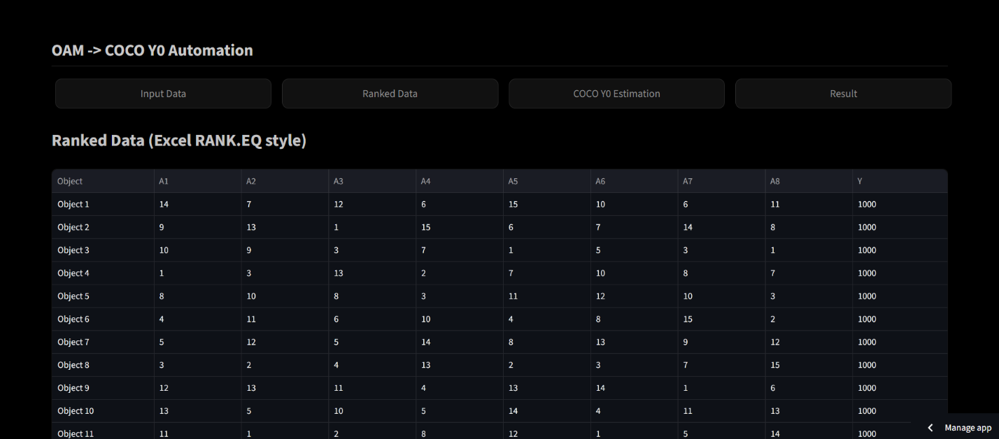 OAM -> COCO Y0 Automation
Input Data Ranked Data COCO Y0 Estimation Result
Ranked Data (Excel RANK.EQ style)
Object A1 A2 A3 A4 A5 A6 A7 A8 Y
Object 1 14 7 12 6 15 10 6 11 1000
Object 2 9 13 1 15 6 7 14 8 1000
Object 3 10 9 3 7 1 5 3 1 1000
Object 4 1 3 13 2 7 10 8 7 1000
Object 5 8 10 8 3 11 12 10 3 1000
Object 6 4 11 6 10 4 8 15 2 1000
Object 7 5 12 5 14 8 13 9 12 1000
Object 8 3 2 4 13 2 3 7 15 1000
Object 9 12 13 11 4 13 14 1 6 1000
Object 10 13 5 10 5 14 4 11 13 1000
Object 11 11 1 2 8 12 1 5 14 1000
Manage app